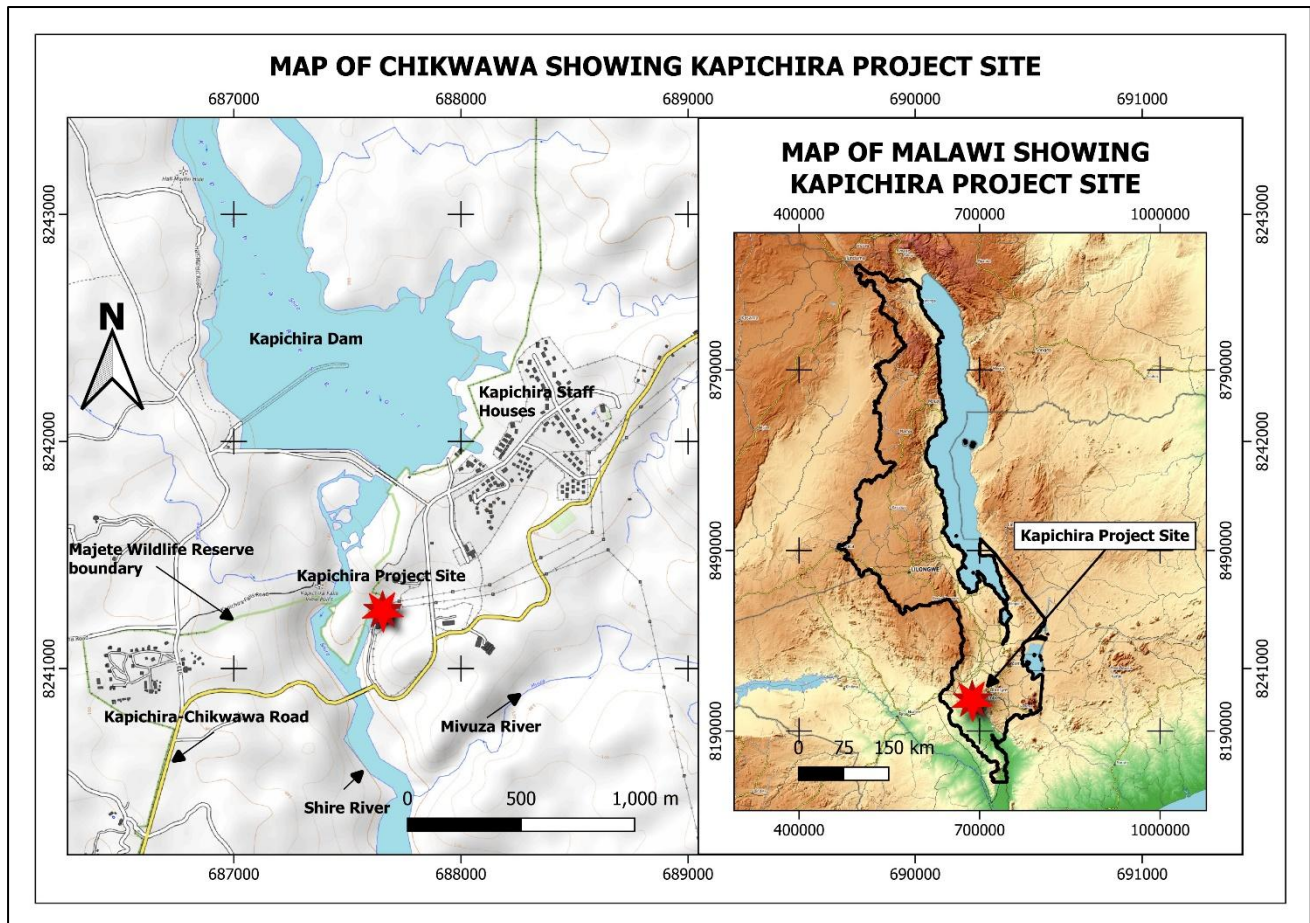 MAP OF CHIKWAWA SHOWING KAPICHIRA PROJECT SITE
687000 688000 689000 690000 691000
8243000
8242000
8241000
N
Kapichira Dam
Kapichira Staff
Houses
Majete Wildlife Reserve
boundary
Kapichira Project Site
Kapichira-Chikwawa Road
Mivuza River
Shire River
0 500 1,000 m
MAP OF MALAWI SHOWING
KAPICHIRA PROJECT SITE
400000 700000 1000000
8790000
8490000
8190000
Kapichira Project Site
LILONGWE
0 75 150 km
8790000
8490000
8190000
400000 700000 1000000
8243000
8242000
8241000
687000 688000 689000 690000 691000